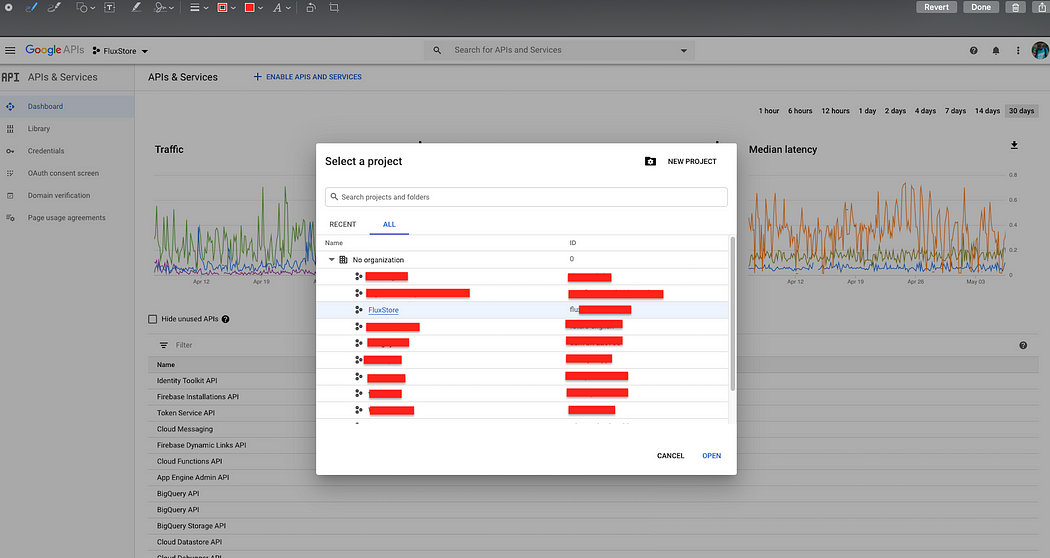 Revert Done
Google APIs FluxStore Search for APIs and Services
API APIs & Services
APIs & Services + ENABLE APIS AND SERVICES
Dashboard
Library
Credentials
OAuth consent screen
Domain verification
Page usage agreements
1 hour 6 hours 12 hours 1 day 2 days 4 days 7 days 14 days 30 days
Traffic
Apr 12 Apr 19
Median latency
0.8
0.6
0.4
0.2
0
Apr 12 Apr 19 Apr 26 May 03
Select a project
NEW PROJECT
Search projects and folders
RECENT ALL
Name ID
No organization 0
FluxStore flu
CANCEL OPEN
Hide unused APIs
Filter
Name
Identity Toolkit API
Firebase Installations API
Token Service API
Cloud Messaging
Firebase Dynamic Links API
Cloud Functions API
App Engine Admin API
BigQuery API
BigQuery API
BigQuery Storage API
Cloud Datastore API
Cloud Debugger API